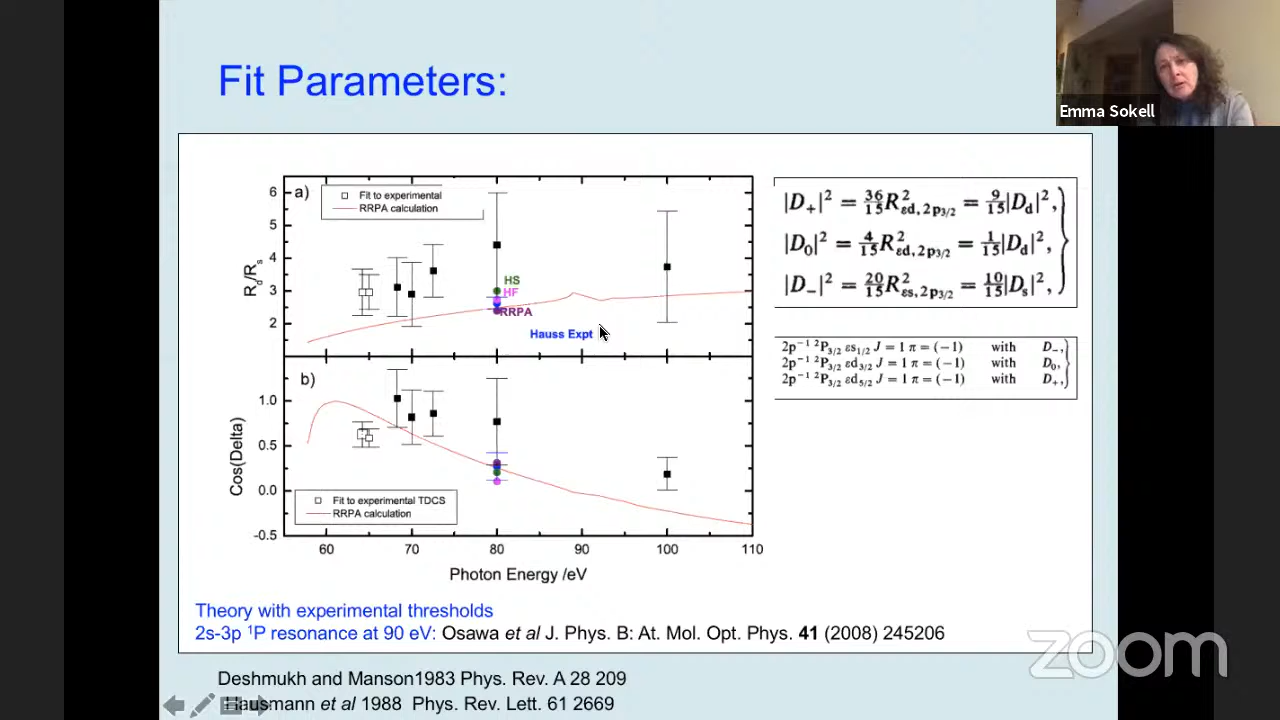 Fit Parameters:
Emma Sokell
a)
Fit to experimental
RRPA calculation
6
5
4
3
2
R_d/R_s
HS
HF
RRPA
Hauss Expt
b)
1.0
0.5
0.0
-0.5
Cos(Delta)
Fit to experimental TDCS
RRPA calculation
60 70 80 90 100 110
Photon Energy /eV
|D₊|² = 36/15 R²_εd,2p3/2 = 9/15 |D_d|²,
|D₀|² = 4/15 R²_εd,2p3/2 = 1/15 |D_d|²,
|D₋|² = 20/15 R²_εs,2p3/2 = 10/15 |D_s|²,
2p⁻¹ ²P₃/₂ εs₁/₂ J = 1 π = (−1) with D₋,
2p⁻¹ ²P₃/₂ εd₃/₂ J = 1 π = (−1) with D₀,
2p⁻¹ ²P₃/₂ εd₅/₂ J = 1 π = (−1) with D₊,
Theory with experimental thresholds
2s-3p ¹P resonance at 90 eV: Osawa et al J. Phys. B: At. Mol. Opt. Phys. 41 (2008) 245206
Deshmukh and Manson1983 Phys. Rev. A 28 209
Hausmann et al 1988 Phys. Rev. Lett. 61 2669
zoom